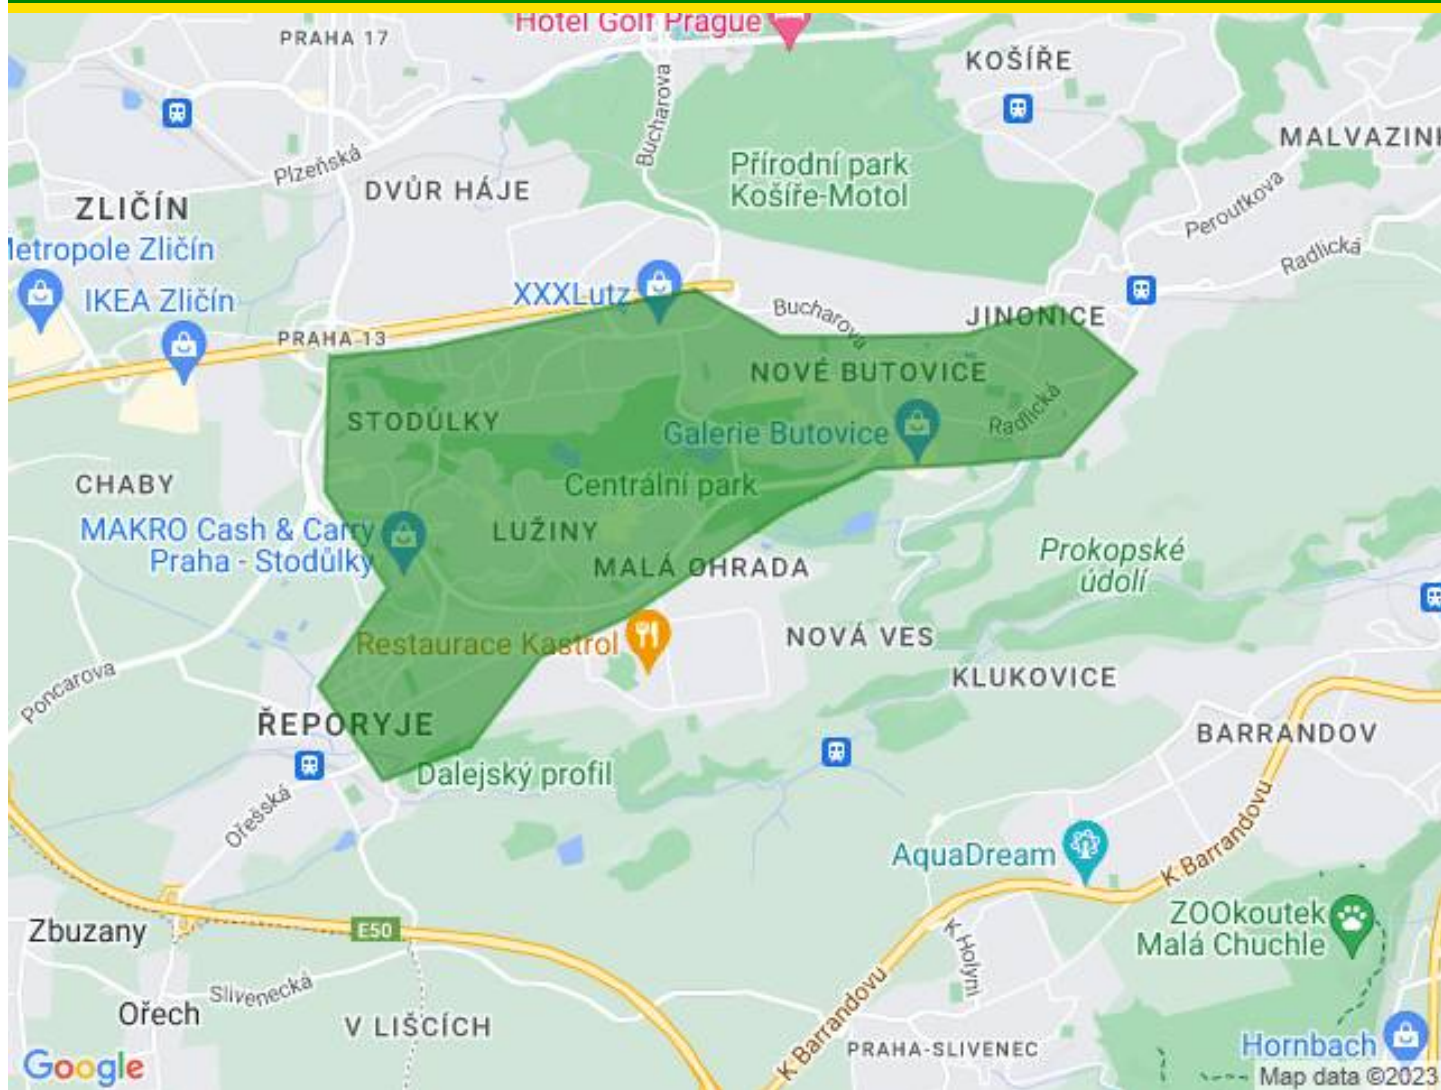 Hotel Golf Prague
PRAHA 17
KOŠÍŘE
Bucharova
MALVAZINK
Plzeňská
Přírodní park
Košíře-Motol
DVŮR HÁJE
ZLIČÍN
Peroutkova
Metropole Zličín
Radlická
IKEA Zličín
XXXLutz
Bucharova
JINONICE
PRAHA 13
NOVÉ BUTOVICE
STODŮLKY
Radlická
Galerie Butovice
CHABY
Centrální park
MAKRO Cash & Carry
Praha - Stodůlky
LUŽINY
MALÁ OHRADA
Prokopské
údolí
Restaurace Kastrol
NOVÁ VES
Poncarova
KLUKOVICE
ŘEPORYJE
BARRANDOV
Dalejský profil
Ořešská
K Barrandovu
AquaDream
Zbuzany
E50
K Holyni
ZOOkoutek
Malá Chuchle
Slivenecká
Ořech
V LIŠCÍCH
K Barrandovu
PRAHA-SLIVENEC
Hornbach
Google
Map data ©2023